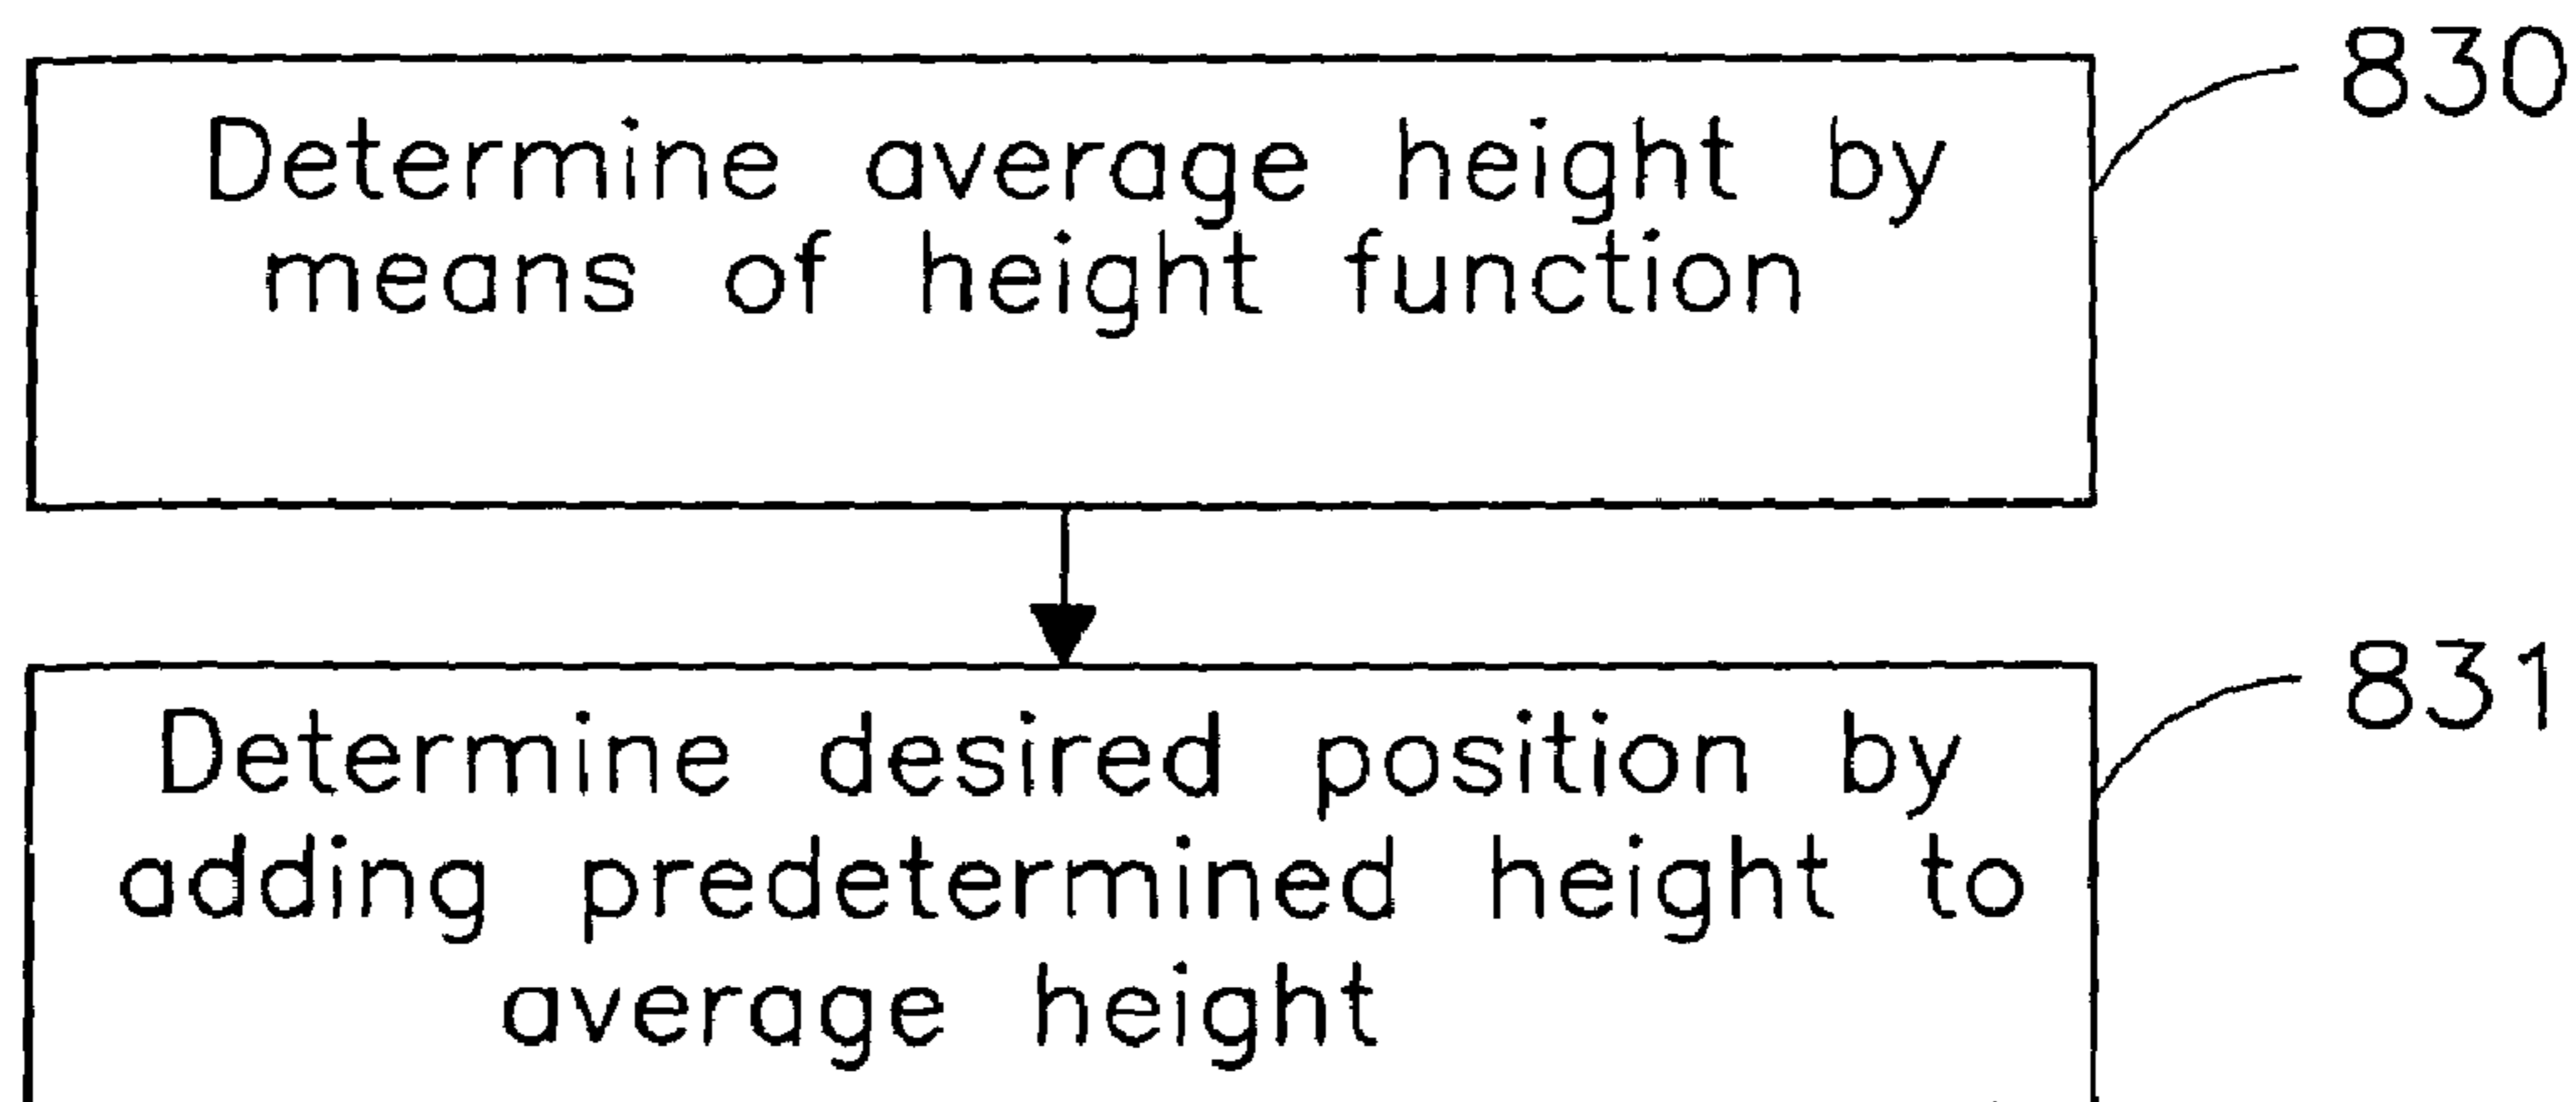 830
Determine average height by
means of height function
831
Determine desired position by
adding predetermined height to
average height